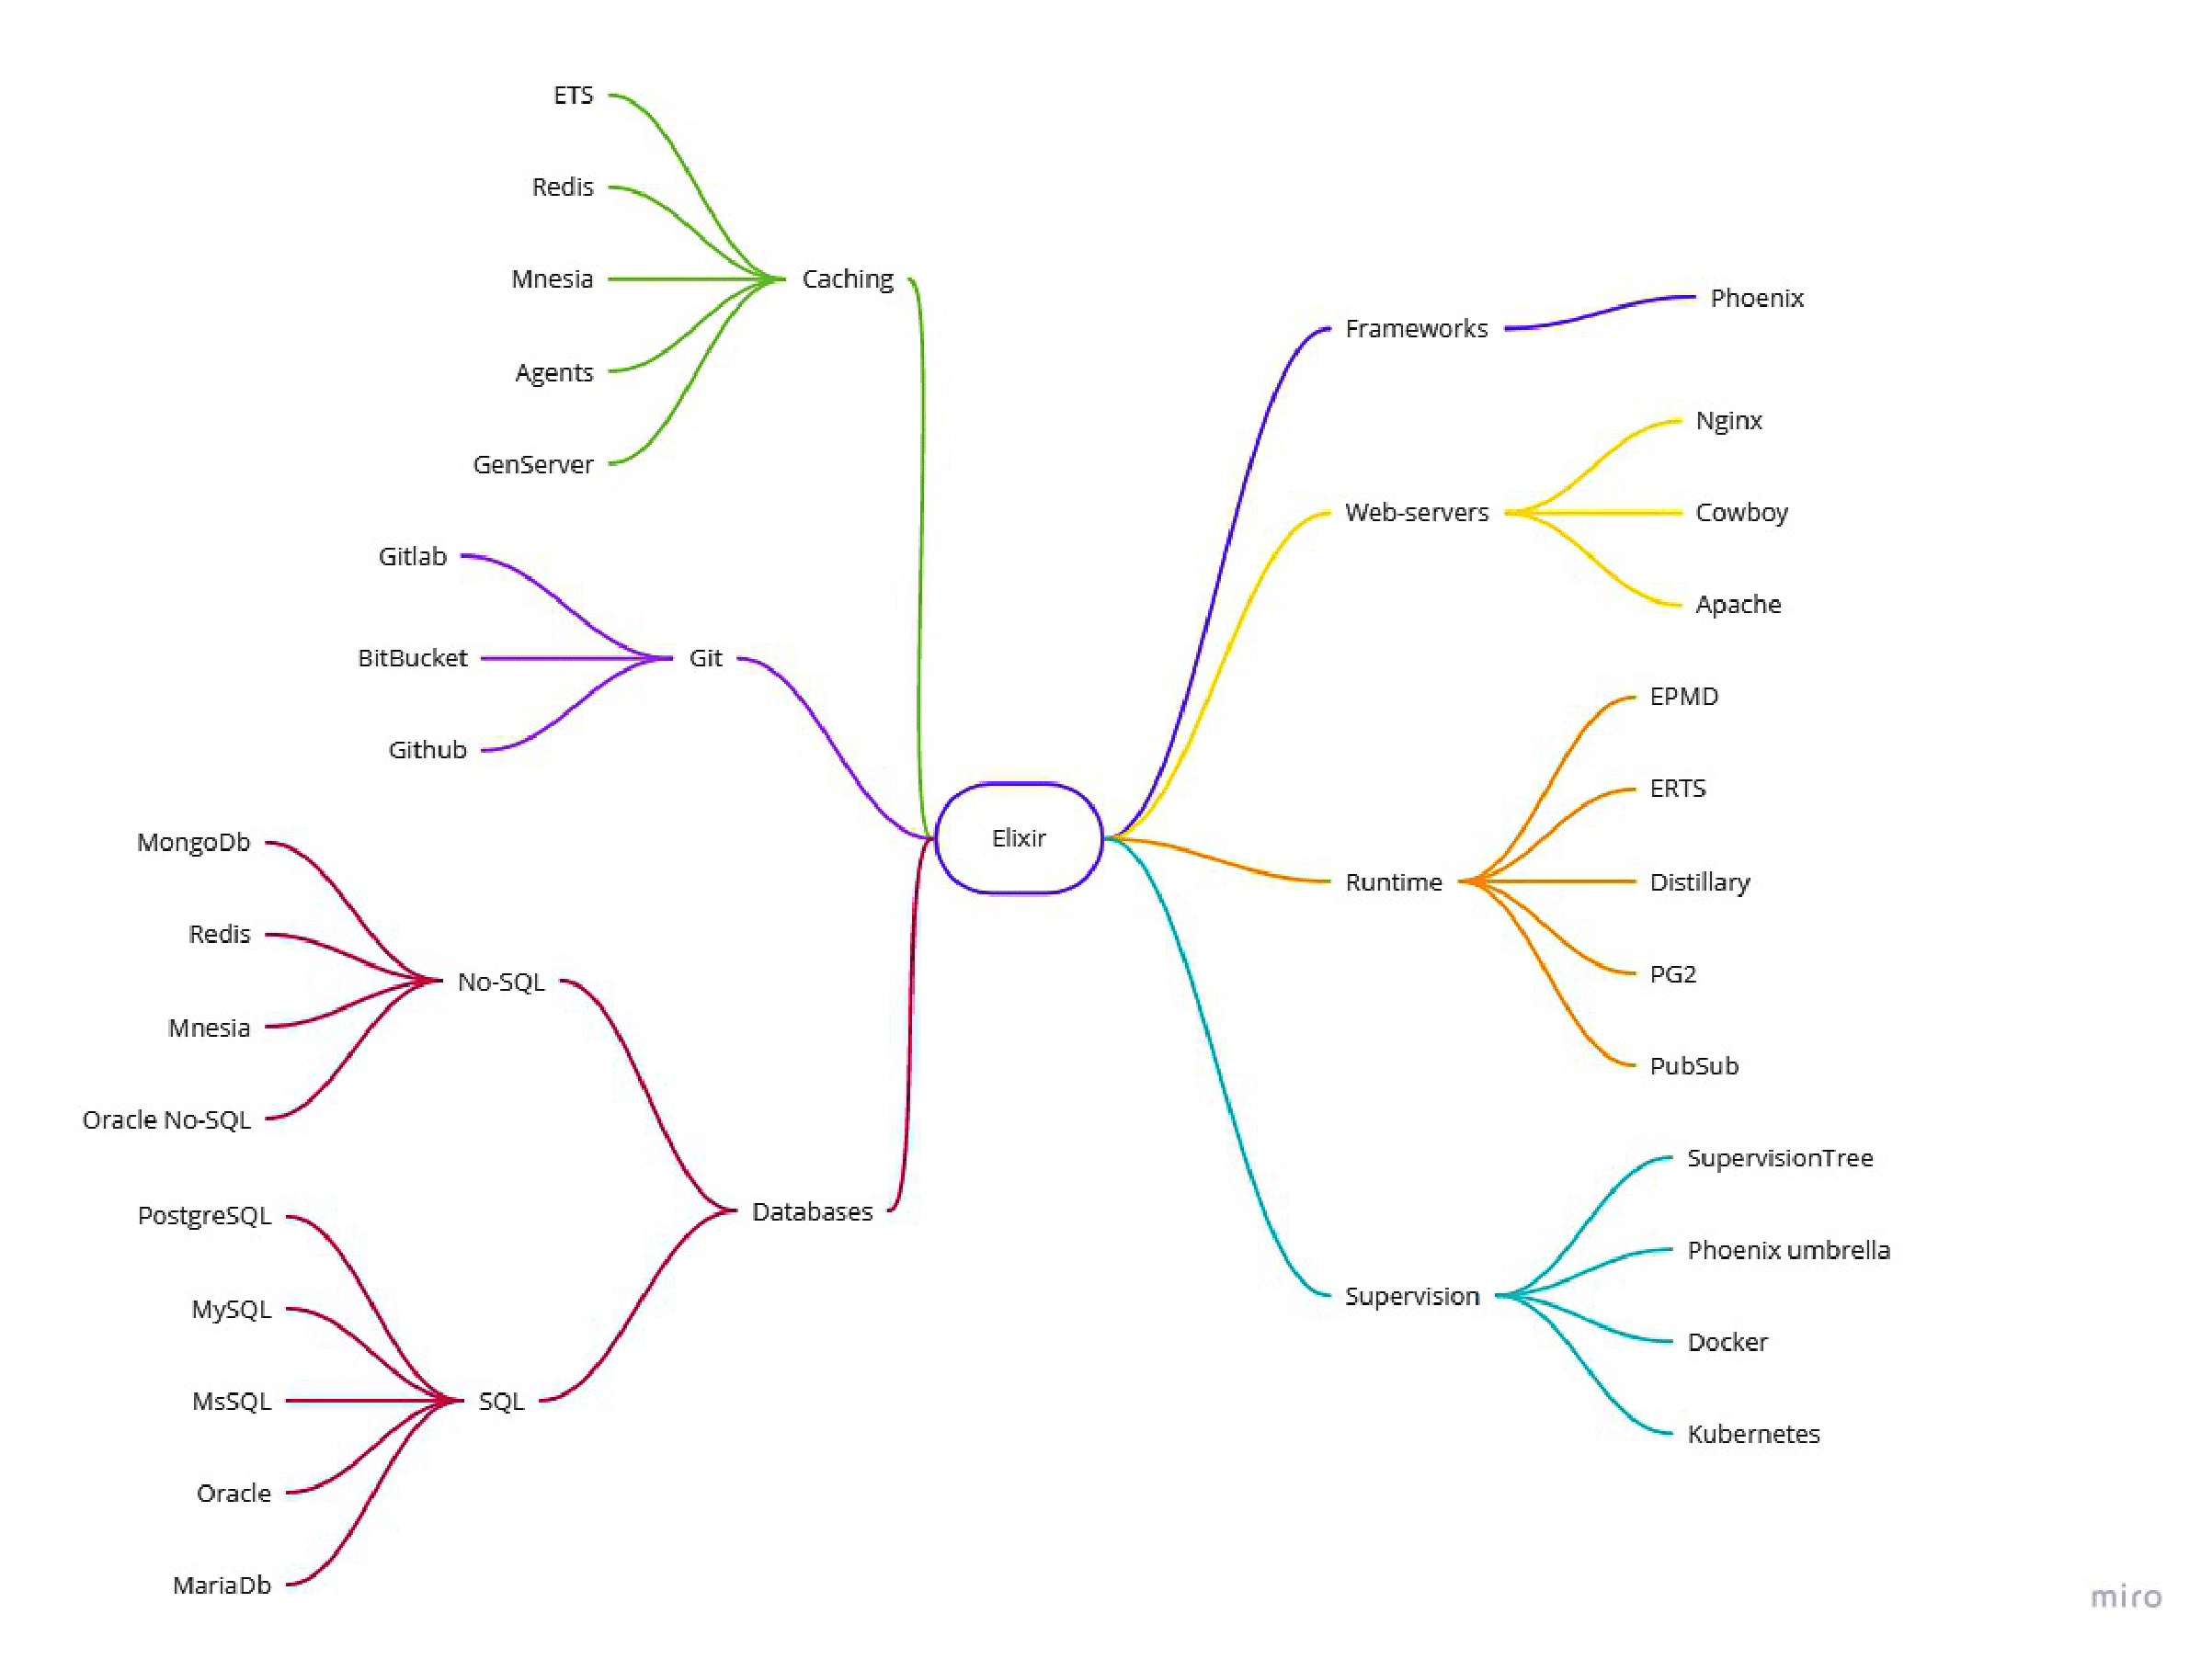 ETS
Redis
Mnesia
Agents
GenServer
Caching
Gitlab
BitBucket
Github
Git
MongoDb
Redis
Mnesia
Oracle No-SQL
No-SQL
PostgreSQL
MySQL
MsSQL
Oracle
MariaDb
SQL
Databases
Elixir
Frameworks
Phoenix
Web-servers
Nginx
Cowboy
Apache
Runtime
EPMD
ERTS
Distillary
PG2
PubSub
Supervision
SupervisionTree
Phoenix umbrella
Docker
Kubernetes
miro